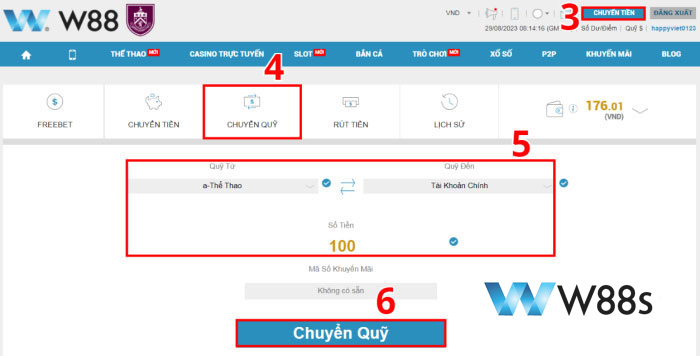 W88
VND
3
CHUYỂN TIỀN
ĐĂNG XUẤT
29/08/2023 08:14:16 (GM
Số Dư/Điểm | Quỹ $ | happyviet0123
THỂ THAO MỚI
CASINO TRỰC TUYẾN
SLOT MỚI
BẮN CÁ
TRÒ CHƠI MỚI
XỔ SỐ
P2P
KHUYẾN MÃI
BLOG
4
FREEBET
CHUYỂN TIỀN
CHUYỂN QUỸ
RÚT TIỀN
LỊCH SỬ
176.01
(VND)
5
Quỹ Từ
Quỹ Đến
a-Thể Thao
Tài Khoản Chính
Số Tiền
100
Mã Số Khuyến Mãi
Không có sẵn
6
W88s
Chuyển Quỹ